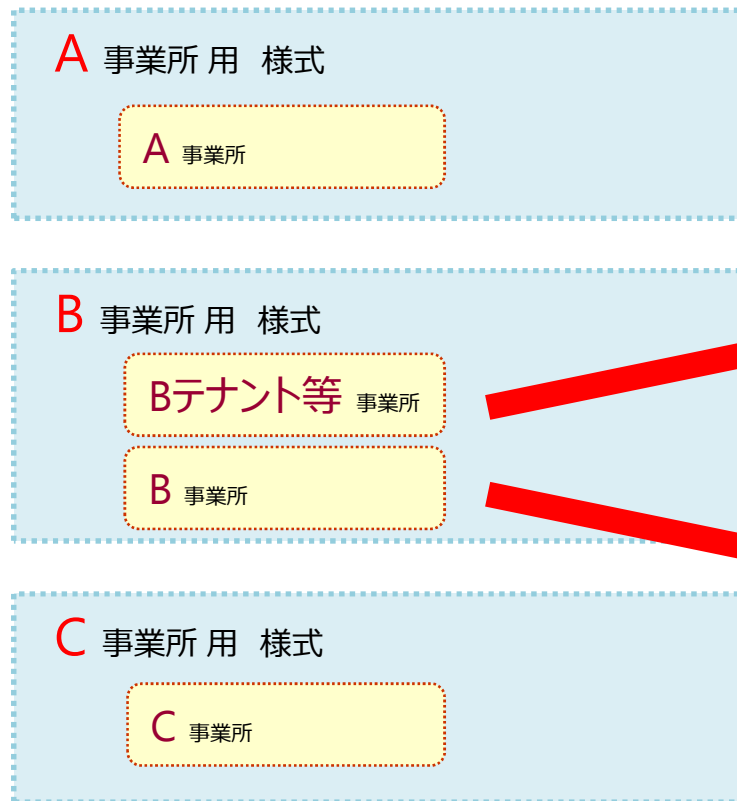 A 事業所 用 様式
A 事業所
B 事業所 用 様式
Bテナント等 事業所
B 事業所
C 事業所 用 様式
C 事業所